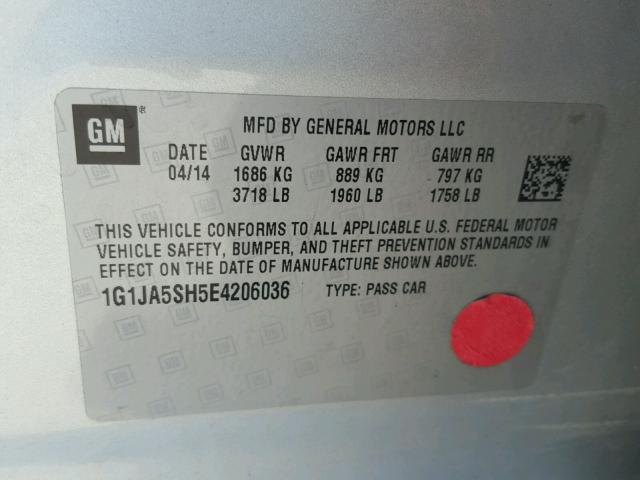 GM
MFD BY GENERAL MOTORS LLC
DATE GVWR GAWR FRT GAWR RR
04/14 1686 KG 889 KG 797 KG
3718 LB 1960 LB 1758 LB
THIS VEHICLE CONFORMS TO ALL APPLICABLE U.S. FEDERAL MOTOR
VEHICLE SAFETY, BUMPER, AND THEFT PREVENTION STANDARDS IN
EFFECT ON THE DATE OF MANUFACTURE SHOWN ABOVE.
1G1JA5SH5E4206036 TYPE: PASS CAR